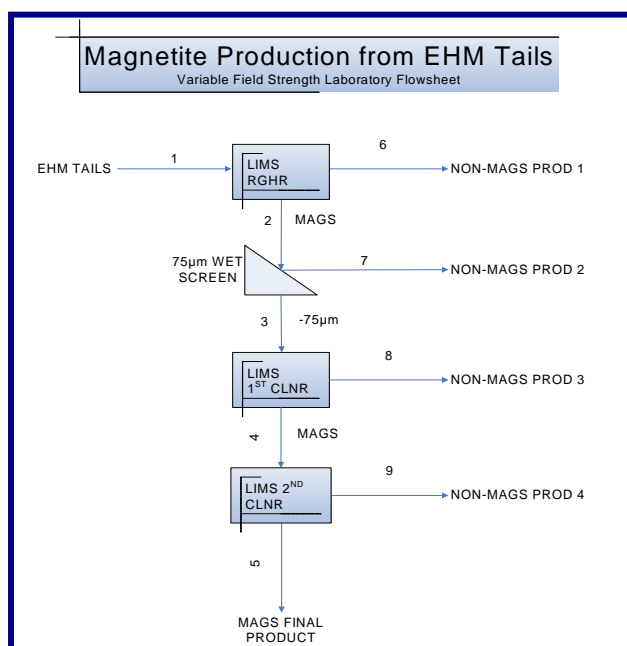 Magnetite Production from EHM Tails
Variable Field Strength Laboratory Flowsheet
EHM TAILS
1
LIMS
RGHR
6
NON-MAGS PROD 1
2
MAGS
75µm WET
SCREEN
7
NON-MAGS PROD 2
3
-75µm
LIMS
1ST CLNR
8
NON-MAGS PROD 3
4
MAGS
LIMS 2ND
CLNR
9
NON-MAGS PROD 4
5
MAGS FINAL
PRODUCT